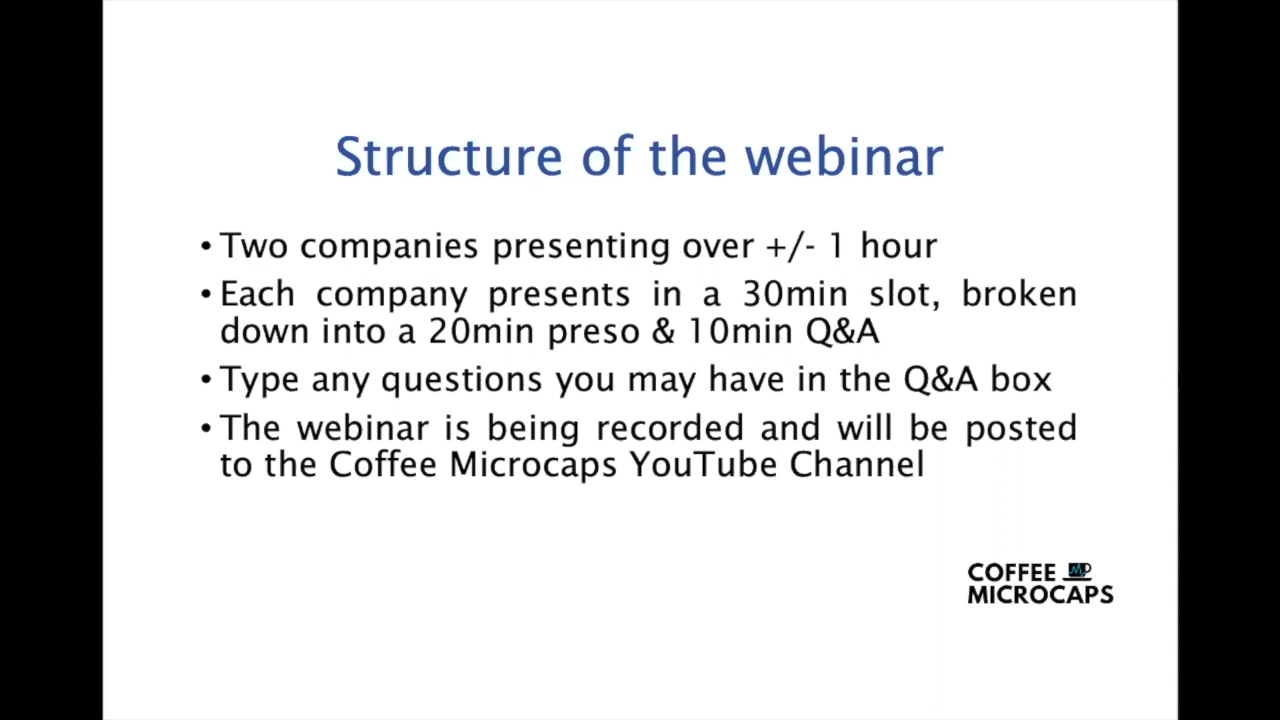 Structure of the webinar
• Two companies presenting over +/- 1 hour
• Each company presents in a 30min slot, broken
down into a 20min preso & 10min Q&A
• Type any questions you may have in the Q&A box
• The webinar is being recorded and will be posted
to the Coffee Microcaps YouTube Channel
COFFEE
MICROCAPS